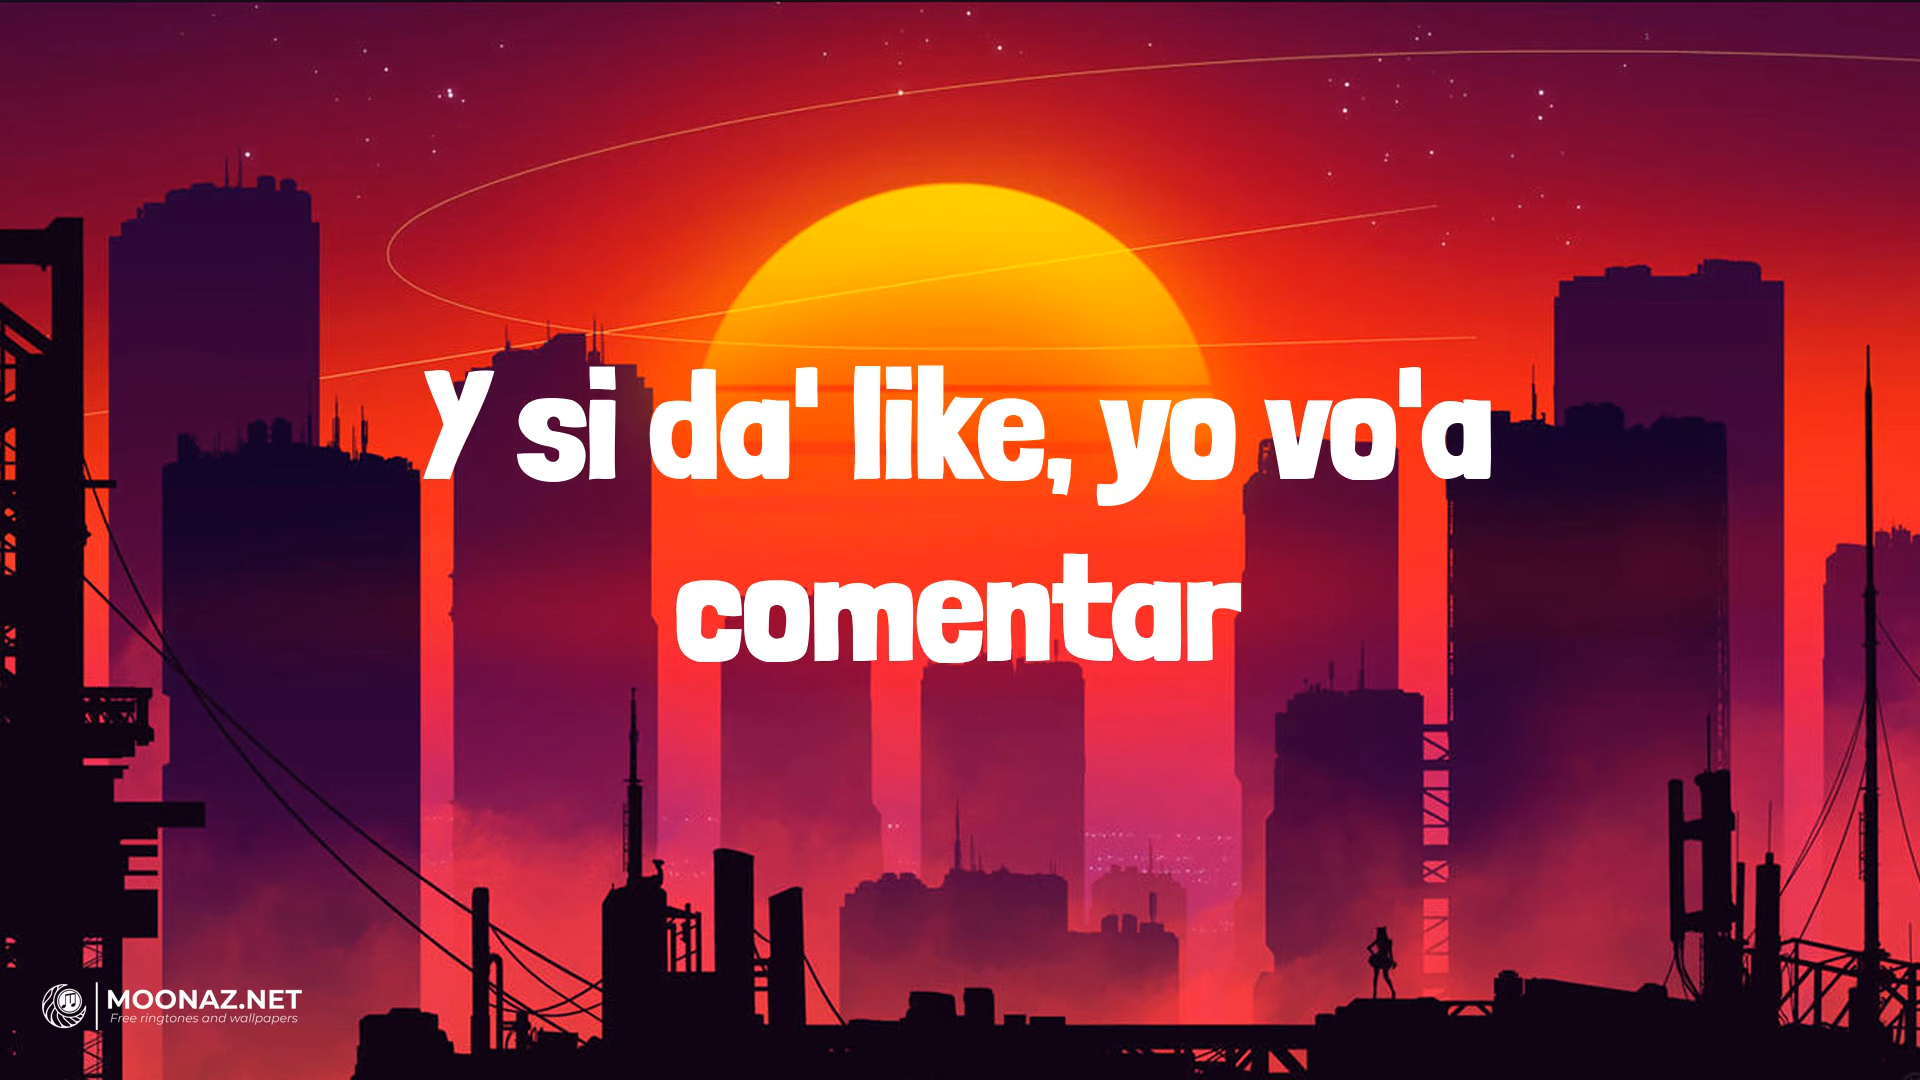 Y si da' like, yo vo'a
comentar
MOONAZ.NET
Free ringtones and wallpapers